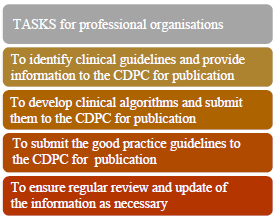 TASKS for professional organisations
To identify clinical guidelines and provide
information to the CDPC for publication
To develop clinical algorithms and submit
them to the CDPC for publication
To submit the good practice guidelines to
the CDPC for publication
To ensure regular review and update of
the information as necessary